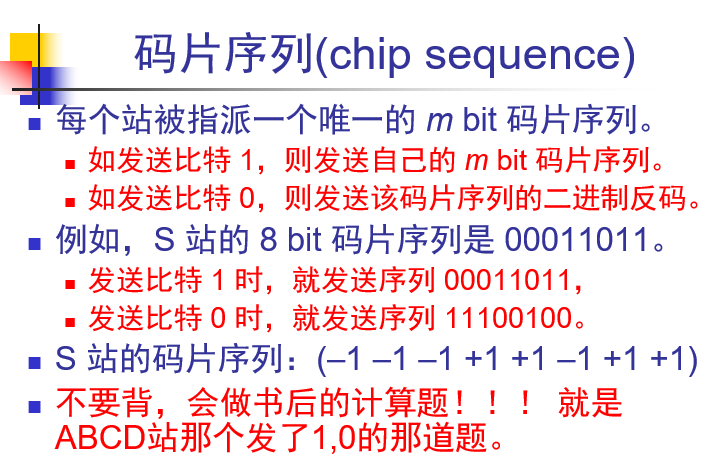 码片序列(chip sequence)
每个站被指派一个唯一的 m bit 码片序列。
如发送比特 1，则发送自己的 m bit 码片序列。
如发送比特 0，则发送该码片序列的二进制反码。
例如，S 站的 8 bit 码片序列是 00011011。
发送比特 1 时，就发送序列 00011011，
发送比特 0 时，就发送序列 11100100。
S 站的码片序列：(–1 –1 –1 +1 +1 –1 +1 +1)
不要背，会做书后的计算题！！！ 就是
ABCD站那个发了1,0的那道题。